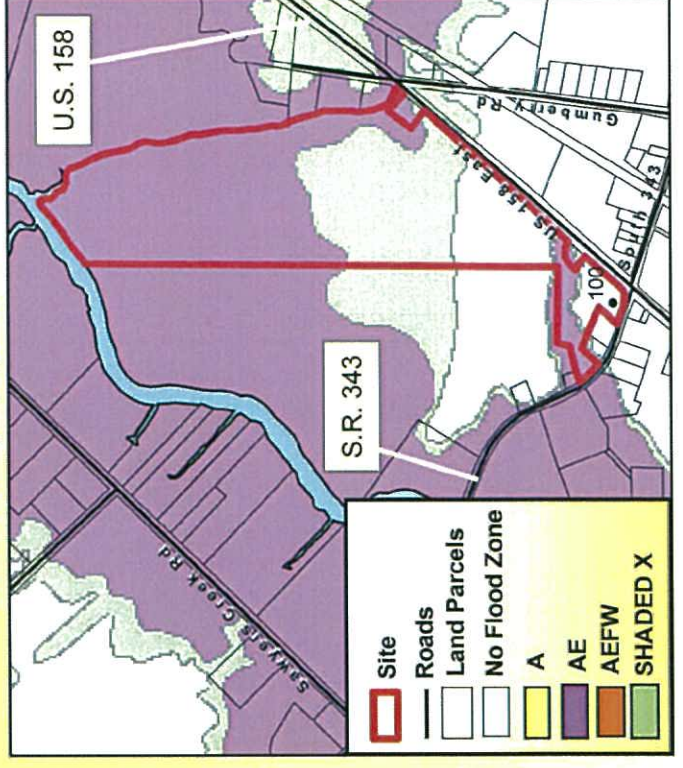 U.S. 158
Gumberry Rd
US 158 East
South 343
100
S.R. 343
Sawyers Creek Rd
Site
Roads
Land Parcels
No Flood Zone
A
AE
AEFW
SHADED X